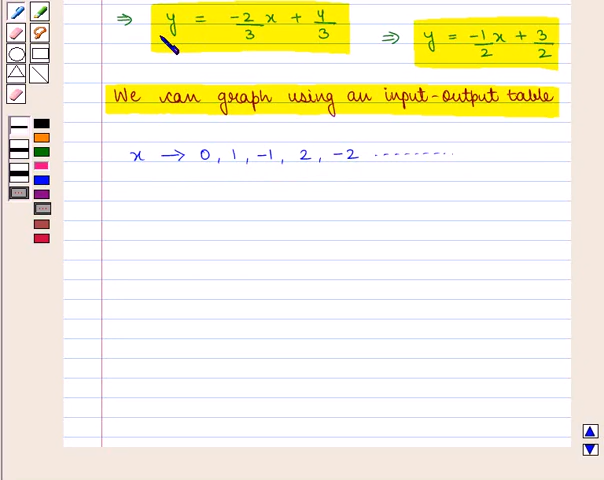 ⇒ y = -2/3 x + 4/3
⇒ y = -1/2 x + 3/2
We can graph using an input-output table
x → 0, 1, -1, 2, -2 ..........